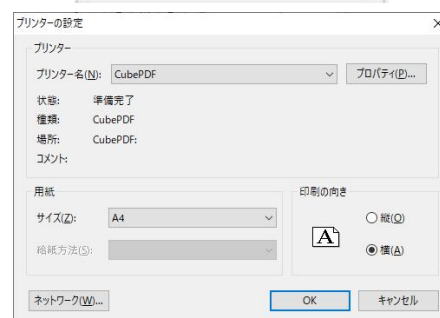 プリンターの設定
プリンター
プリンター名(N): CubePDF プロパティ(P)...
状態: 準備完了
種類: CubePDF
場所: CubePDF:
コメント:
用紙
サイズ(Z): A4
給紙方法(S):
印刷の向き
A
縦(O)
横(A)
ネットワーク(W)... OK キャンセル